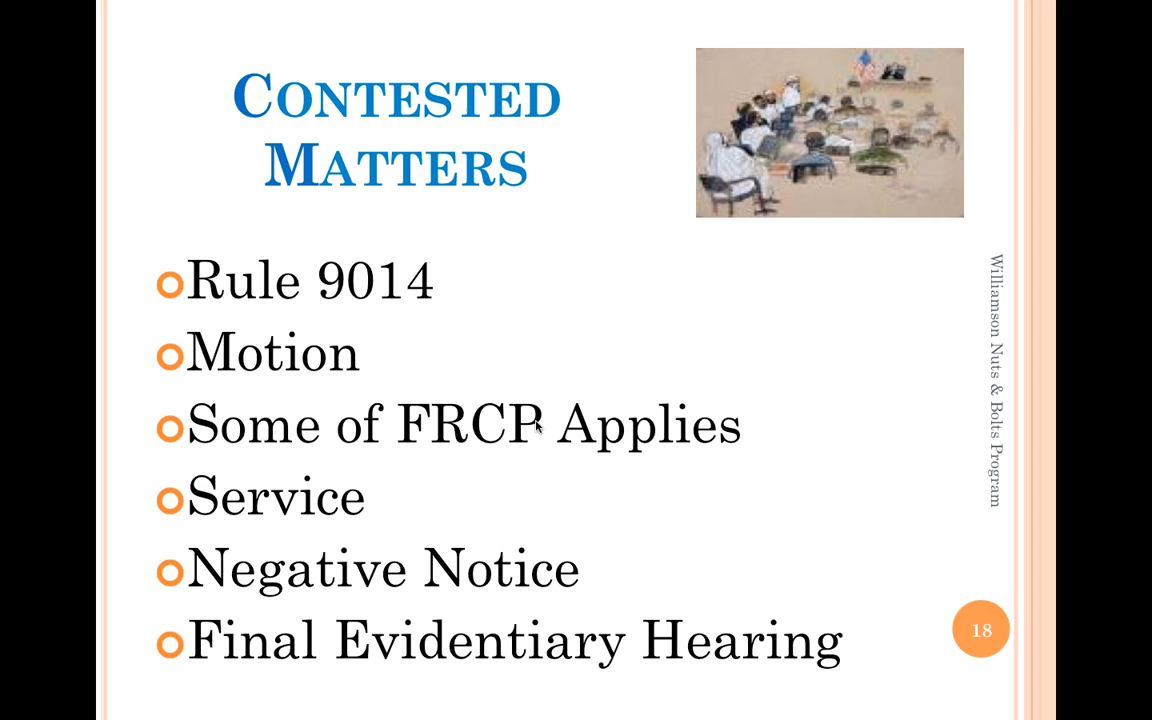 CONTESTED
MATTERS
Rule 9014
Motion
Some of FRCP Applies
Service
Negative Notice
Final Evidentiary Hearing
Williamson Nuts & Bolts Program
18